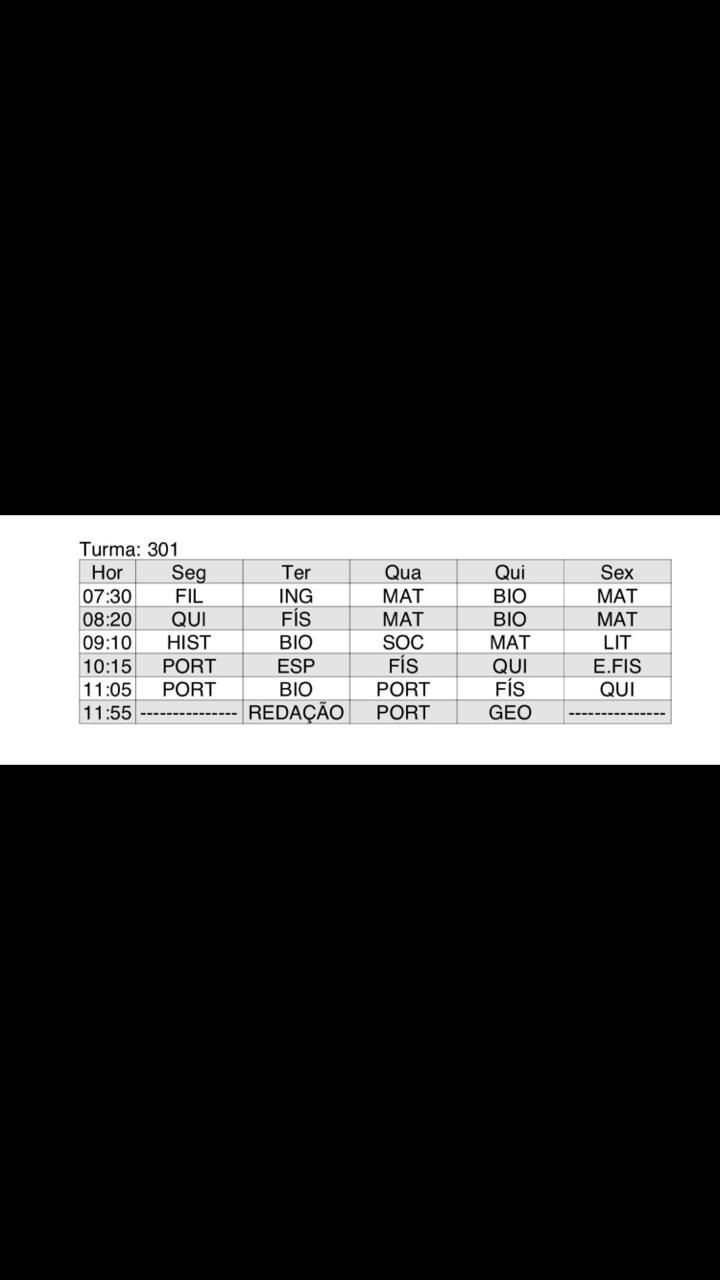 Turma: 301
Hor Seg Ter Qua Qui Sex
07:30 FIL ING MAT BIO MAT
08:20 QUI FÍS MAT BIO MAT
09:10 HIST BIO SOC MAT LIT
10:15 PORT ESP FÍS QUI E.FIS
11:05 PORT BIO PORT FÍS QUI
11:55 --------------- REDAÇÃO PORT GEO ---------------